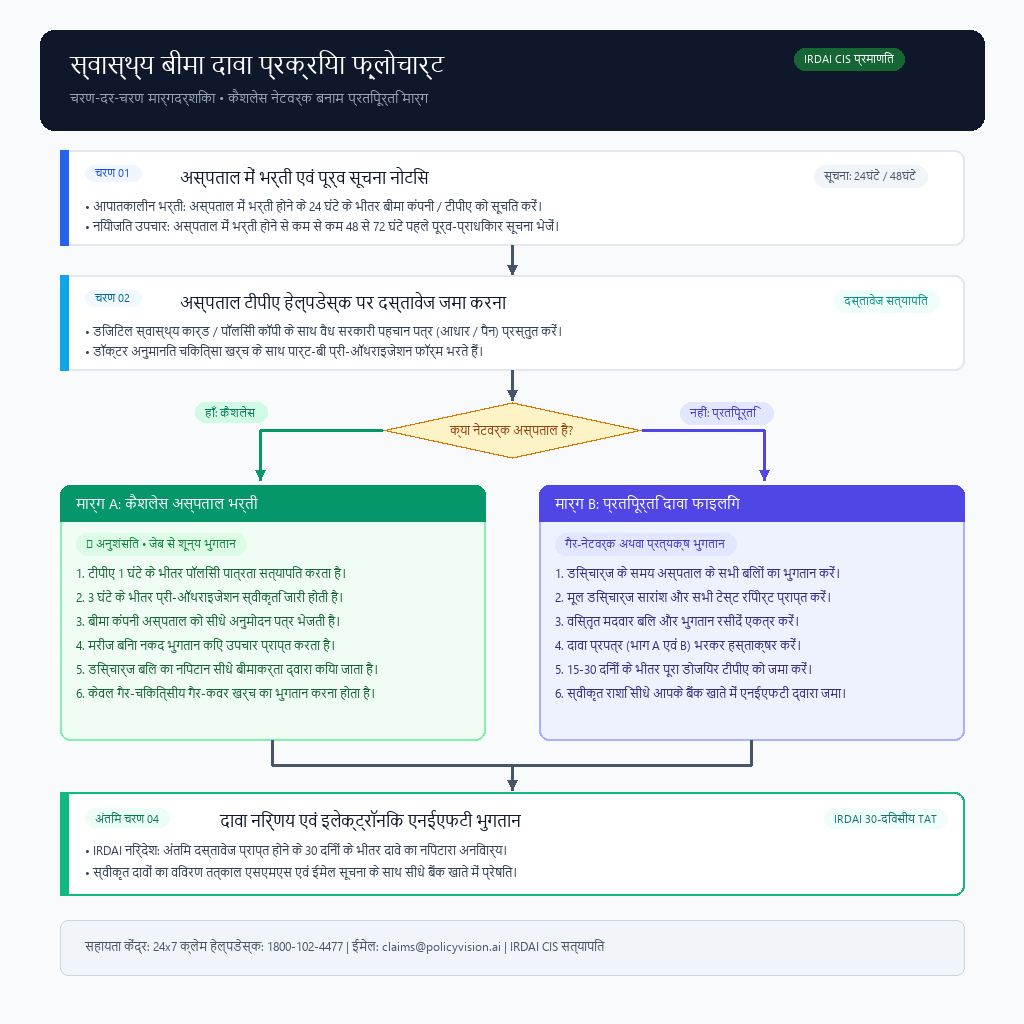 स्वास्थ्य बीमा दावा प्रक्रिया फ्लोचार्ट
IRDAI CIS प्रमाणित
चरण-दर-चरण मार्गदर्शिका • कैशलेस नेटवर्क बनाम प्रतिपूर्ति मार्ग
चरण 01
अस्पताल में भर्ती एवं पूर्व सूचना नोटिस
सूचना: 24घंटे / 48घंटे
• आपातकालीन भर्ती: अस्पताल में भर्ती होने के 24 घंटे के भीतर बीमा कंपनी / टीपीए को सूचित करें।
• नियोजित उपचार: अस्पताल में भर्ती होने से कम से कम 48 से 72 घंटे पहले पूर्व-प्राधिकार सूचना भेजें।
चरण 02
अस्पताल टीपीए हेल्पडेस्क पर दस्तावेज जमा करना
दस्तावेज सत्यापित
• डिजिटल स्वास्थ्य कार्ड / पॉलिसी कॉपी के साथ वैध सरकारी पहचान पत्र (आधार / पैन) प्रस्तुत करें।
• डॉक्टर अनुमानित चिकित्सा खर्च के साथ पार्ट-बी प्री-ऑथराइजेशन फॉर्म भरते हैं।
हाँ: कैशलेस
नहीं: प्रतिपूर्ति
क्या नेटवर्क अस्पताल है?
मार्ग A: कैशलेस अस्पताल भर्ती
अनुशंसित • जेब से शून्य भुगतान
1. टीपीए 1 घंटे के भीतर पॉलिसी पात्रता सत्यापित करता है।
2. 3 घंटे के भीतर प्री-ऑथराइजेशन स्वीकृति जारी होती है।
3. बीमा कंपनी अस्पताल को सीधे अनुमोदन पत्र भेजती है।
4. मरीज बिना नकद भुगतान किए उपचार प्राप्त करता है।
5. डिस्चार्ज बिल का निपटान सीधे बीमाकर्ता द्वारा किया जाता है।
6. केवल गैर-चिकित्सीय गैर-कवर खर्च का भुगतान करना होता है।
मार्ग B: प्रतिपूर्ति दावा फाइलिंग
गैर-नेटवर्क अथवा प्रत्यक्ष भुगतान
1. डिस्चार्ज के समय अस्पताल के सभी बिलों का भुगतान करें।
2. मूल डिस्चार्ज सारांश और सभी टेस्ट रिपोर्ट प्राप्त करें।
3. विस्तृत मदवार बिल और भुगतान रसीदें एकत्र करें।
4. दावा प्रपत्र (भाग A एवं B) भरकर हस्ताक्षर करें।
5. 15-30 दिनों के भीतर पूरा डोजियर टीपीए को जमा करें।
6. स्वीकृत राशि सीधे आपके बैंक खाते में एनईएफटी द्वारा जमा।
अंतिम चरण 04
दावा निर्णय एवं इलेक्ट्रॉनिक एनईएफटी भुगतान
IRDAI 30-दिवसीय TAT
• IRDAI निर्देश: अंतिम दस्तावेज प्राप्त होने के 30 दिनों के भीतर दावे का निपटारा अनिवार्य।
• स्वीकृत दावों का विवरण तत्काल एसएमएस एवं ईमेल सूचना के साथ सीधे बैंक खाते में प्रेषित।
सहायता केंद्र: 24x7 क्लेम हेल्पडेस्क: 1800-102-4477 | ईमेल: claims@policyvision.ai | IRDAI CIS सत्यापित